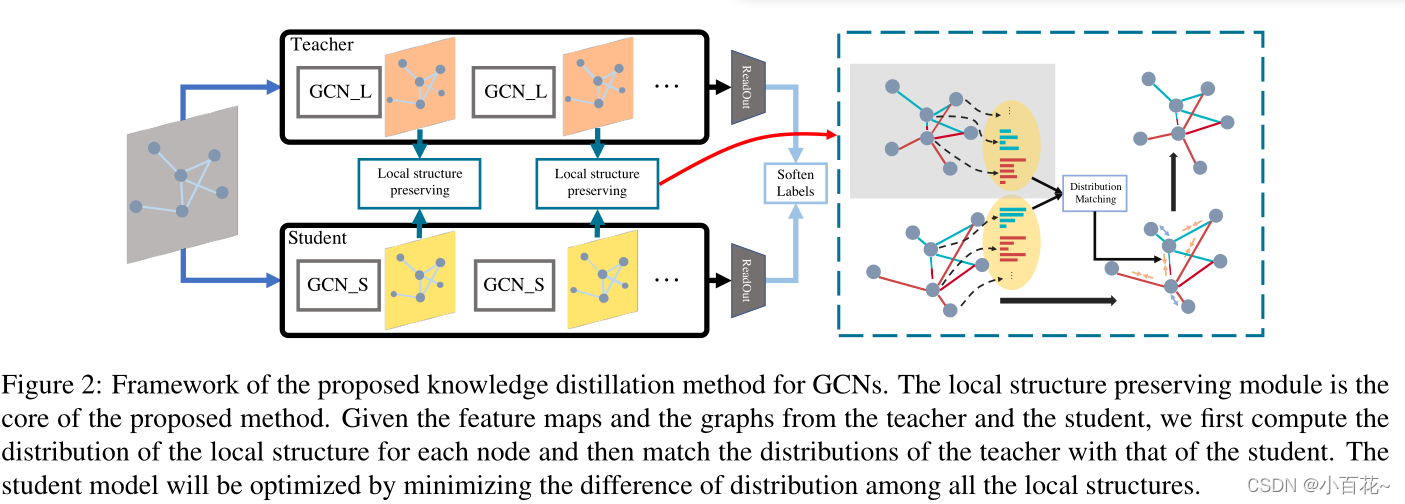 Teacher
GCN_L
GCN_L
...
ReadOut
Local structure
preserving
Local structure
preserving
Soften
Labels
Student
GCN_S
GCN_S
...
ReadOut
...
Distribution
Matching
...
Figure 2: Framework of the proposed knowledge distillation method for GCNs. The local structure preserving module is the
core of the proposed method. Given the feature maps and the graphs from the teacher and the student, we first compute the
distribution of the local structure for each node and then match the distributions of the teacher with that of the student. The
student model will be optimized by minimizing the difference of distribution among all the local structures.
CSDN @小百花~